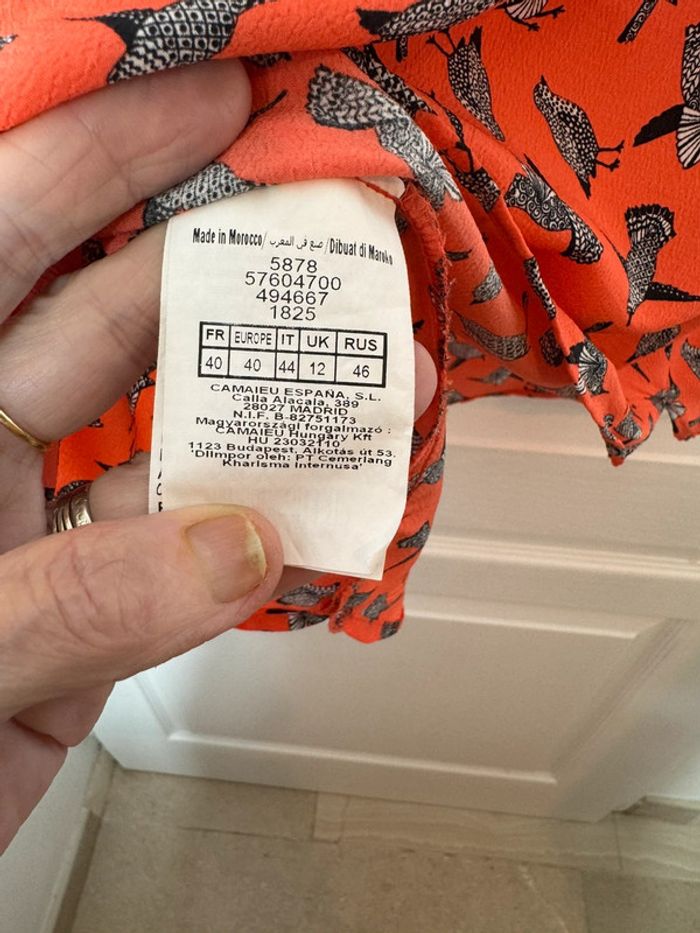 Made in Morocco/ صنع في المغرب /Dibuat di Maroko
5878
57604700
494667
1825
FR EUROPE IT UK RUS
40 40 44 12 46
CAMAIEU ESPAÑA, S.L.
Calla Alacala, 389
28027 MADRID
N.I.F. B-82751173
Magyarországi forgalmazó :
CAMAIEU Hungáry Kft
HU 23032110
1123 Budapest, Alkotás út 53.
'DIImpor oleh: PT Cemerlang
Kharisma Internusa'